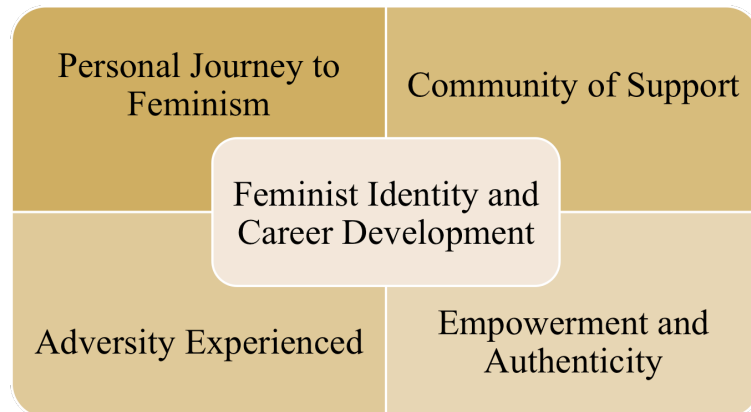 Personal Journey to
Feminism
Community of Support
Feminist Identity and
Career Development
Adversity Experienced
Empowerment and
Authenticity